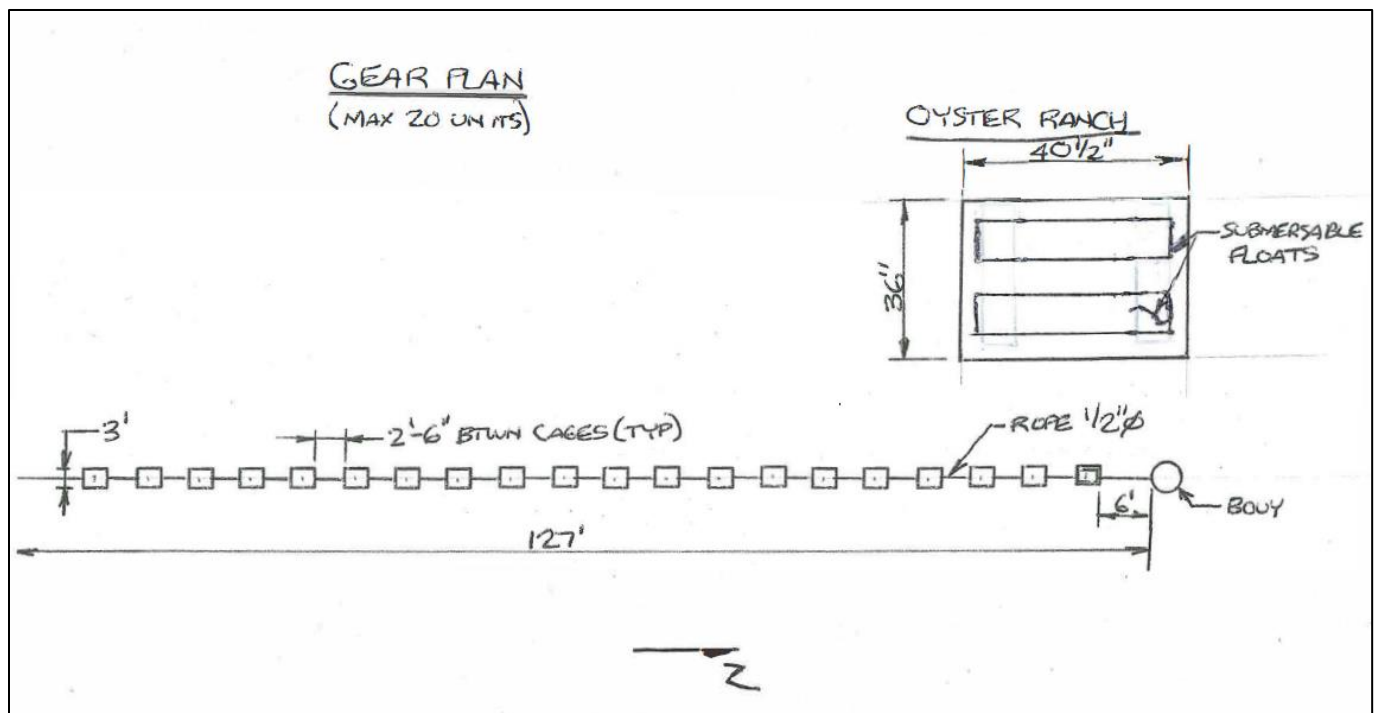 GEAR PLAN
(MAX 20 UNITS)
OYSTER RANCH
40 1/2"
36"
SUBMERSABLE
FLOATS
3'
2'-6" BTWN CAGES (TYP)
ROPE 1/2"ø
6'
BOUY
127'
Z